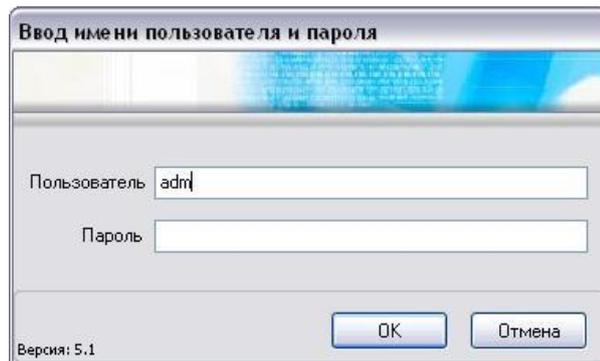 Ввод имени пользователя и пароля
Пользователь adm
Пароль
OK Отмена
Версия: 5.1